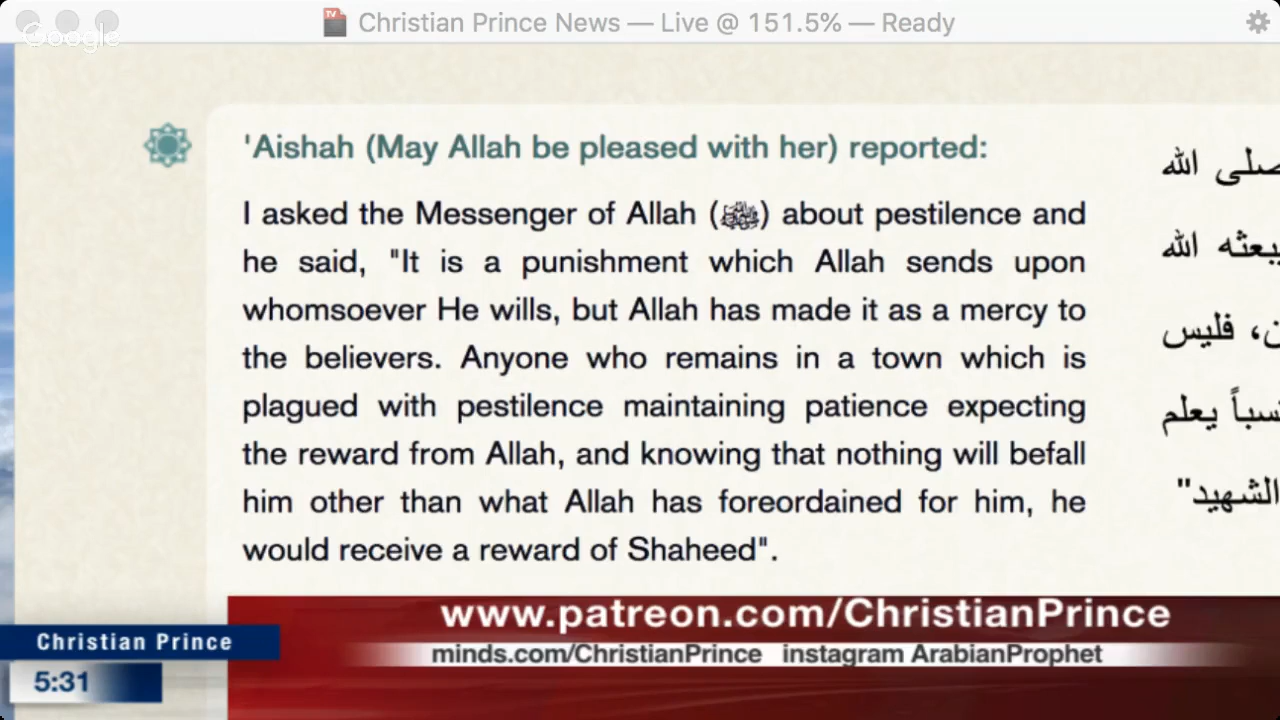 Christian Prince News — Live @ 151.5% — Ready
Google
'Aishah (May Allah be pleased with her) reported:
I asked the Messenger of Allah (ﷺ) about pestilence and
he said, "It is a punishment which Allah sends upon
whomsoever He wills, but Allah has made it as a mercy to
the believers. Anyone who remains in a town which is
plagued with pestilence maintaining patience expecting
the reward from Allah, and knowing that nothing will befall
him other than what Allah has foreordained for him, he
would receive a reward of Shaheed".
صلى الله
يبعثه الله
، فليس
يعلم
الشهيد"
www.patreon.com/ChristianPrince
minds.com/ChristianPrince instagram ArabianProphet
Christian Prince
5:31